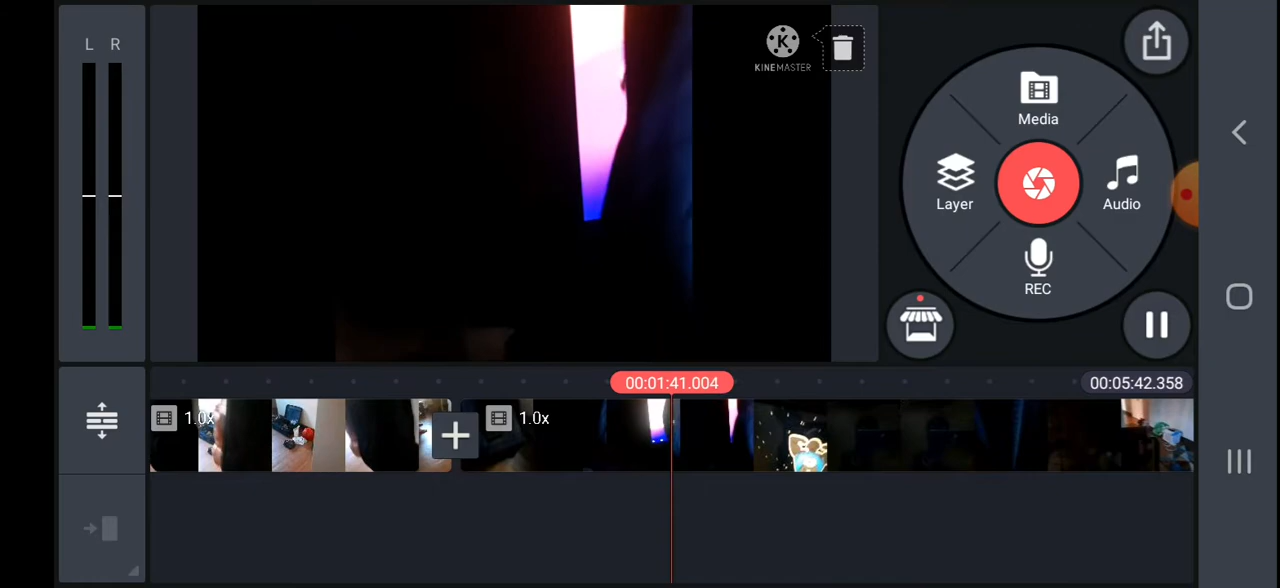 L R
KINEMASTER
Media
Layer
Audio
REC
00:01:41.004
00:05:42.358
1.0x
1.0x